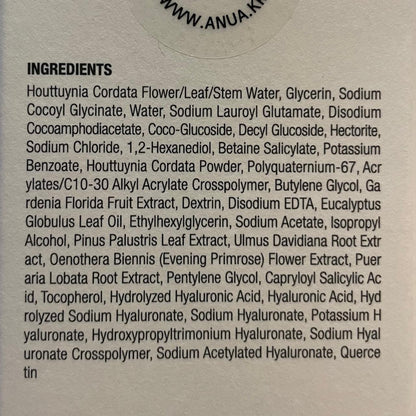 WWW.ANUA.K
INGREDIENTS
Houttuynia Cordata Flower/Leaf/Stem Water, Glycerin, Sodium
Cocoyl Glycinate, Water, Sodium Lauroyl Glutamate, Disodium
Cocoamphodiacetate, Coco-Glucoside, Decyl Glucoside, Hectorite,
Sodium Chloride, 1,2-Hexanediol, Betaine Salicylate, Potassium
Benzoate, Houttuynia Cordata Powder, Polyquaternium-67, Acr
ylates/C10-30 Alkyl Acrylate Crosspolymer, Butylene Glycol, Ga
rdenia Florida Fruit Extract, Dextrin, Disodium EDTA, Eucalyptus
Globulus Leaf Oil, Ethylhexylglycerin, Sodium Acetate, Isopropyl
Alcohol, Pinus Palustris Leaf Extract, Ulmus Davidiana Root Extr
act, Oenothera Biennis (Evening Primrose) Flower Extract, Puer
aria Lobata Root Extract, Pentylene Glycol, Capryloyl Salicylic Ac
id, Tocopherol, Hydrolyzed Hyaluronic Acid, Hyaluronic Acid, Hyd
rolyzed Sodium Hyaluronate, Sodium Hyaluronate, Potassium H
yaluronate, Hydroxypropyltrimonium Hyaluronate, Sodium Hyal
uronate Crosspolymer, Sodium Acetylated Hyaluronate, Querce
tin